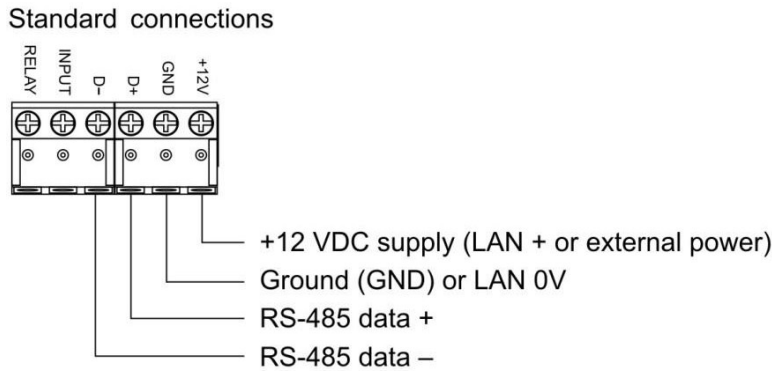 Standard connections
RELAY INPUT D− D+ GND +12V
+12 VDC supply (LAN + or external power)
Ground (GND) or LAN 0V
RS-485 data +
RS-485 data –